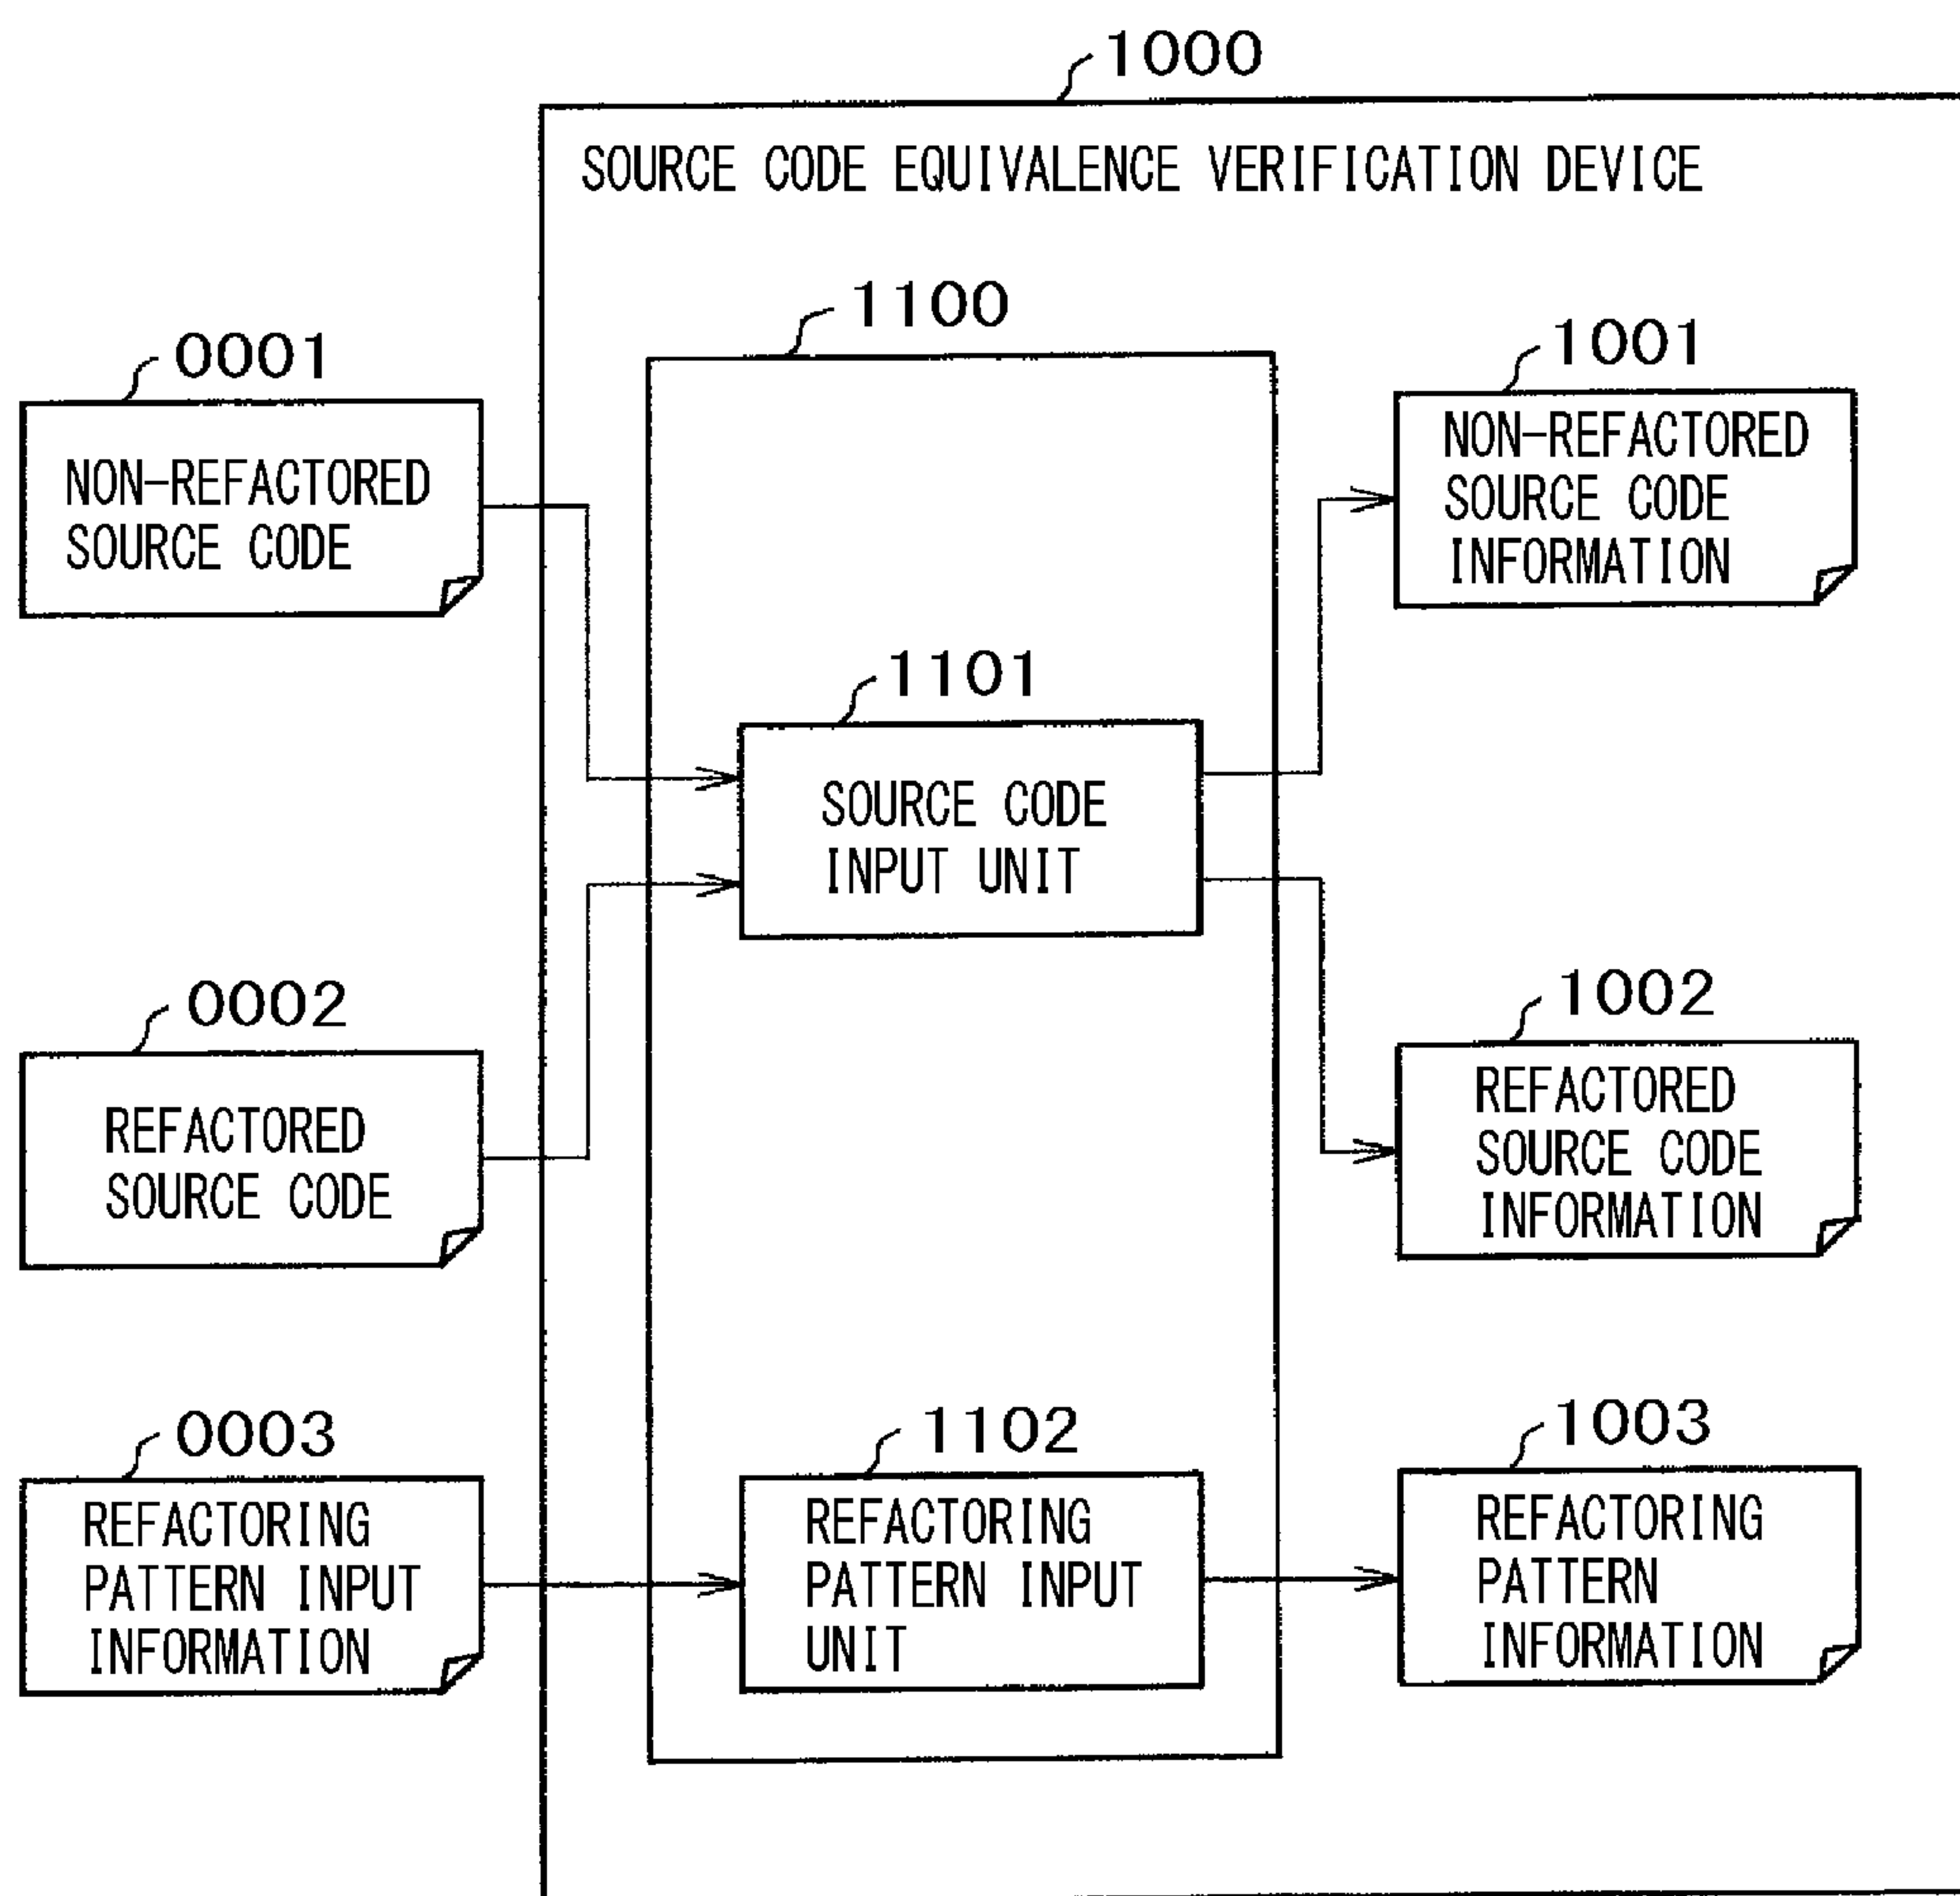 1000
SOURCE CODE EQUIVALENCE VERIFICATION DEVICE
1100
0001
NON-REFACTORED
SOURCE CODE
1001
NON-REFACTORED
SOURCE CODE
INFORMATION
1101
SOURCE CODE
INPUT UNIT
0002
REFACTORED
SOURCE CODE
1002
REFACTORED
SOURCE CODE
INFORMATION
0003
REFACTORING
PATTERN INPUT
INFORMATION
1102
REFACTORING
PATTERN INPUT
UNIT
1003
REFACTORING
PATTERN
INFORMATION